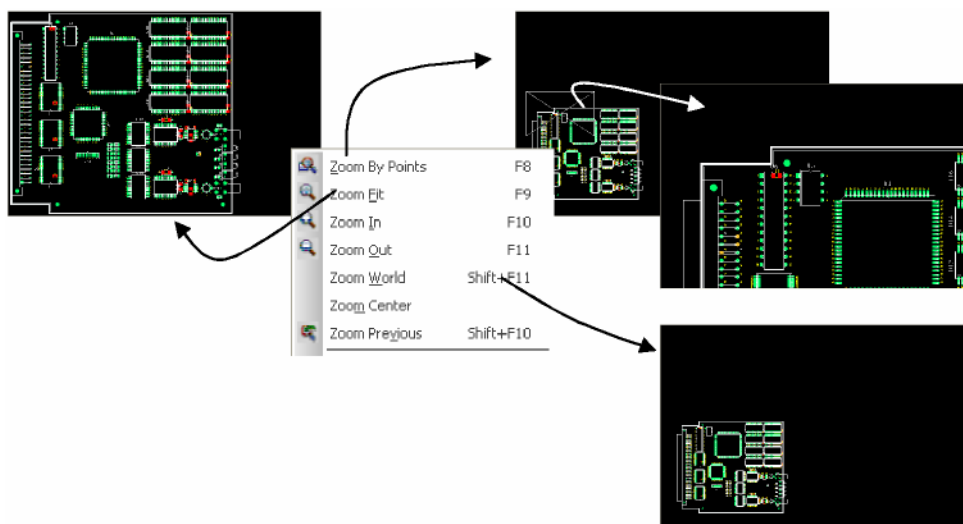 Zoom By Points F8
Zoom Fit F9
Zoom In F10
Zoom Out F11
Zoom World Shift+F11
Zoom Center
Zoom Previous Shift+F10